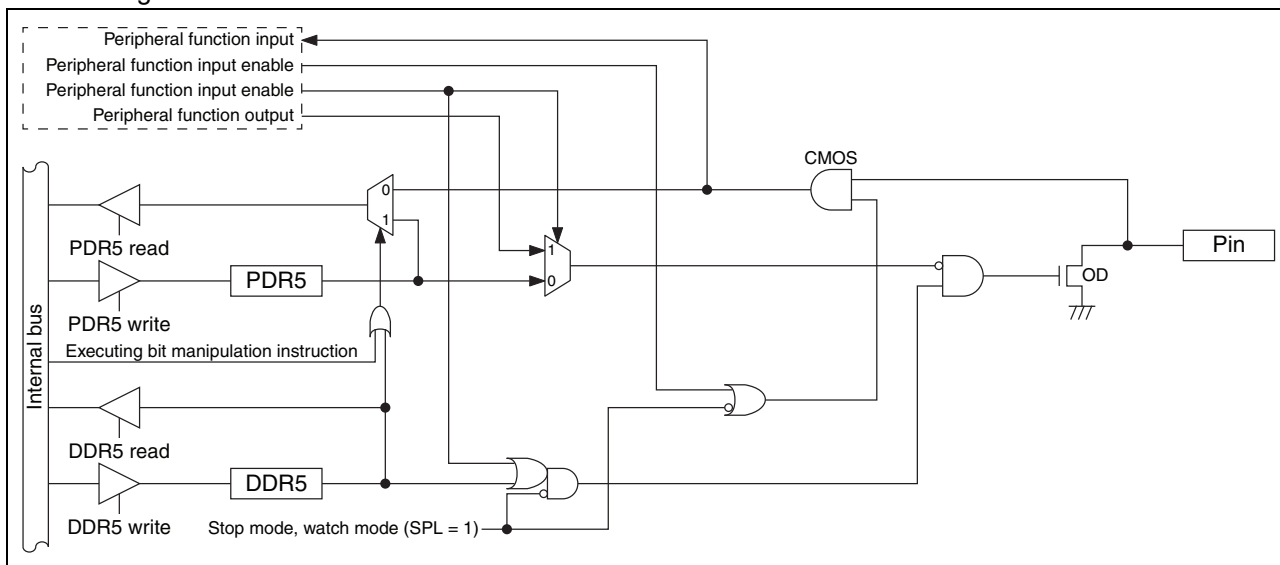 Peripheral function input
Peripheral function input enable
Peripheral function input enable
Peripheral function output
CMOS
0
1
PDR5 read
1
0
Pin
OD
PDR5
PDR5 write
Executing bit manipulation instruction
Internal bus
DDR5 read
DDR5
DDR5 write
Stop mode, watch mode (SPL = 1)